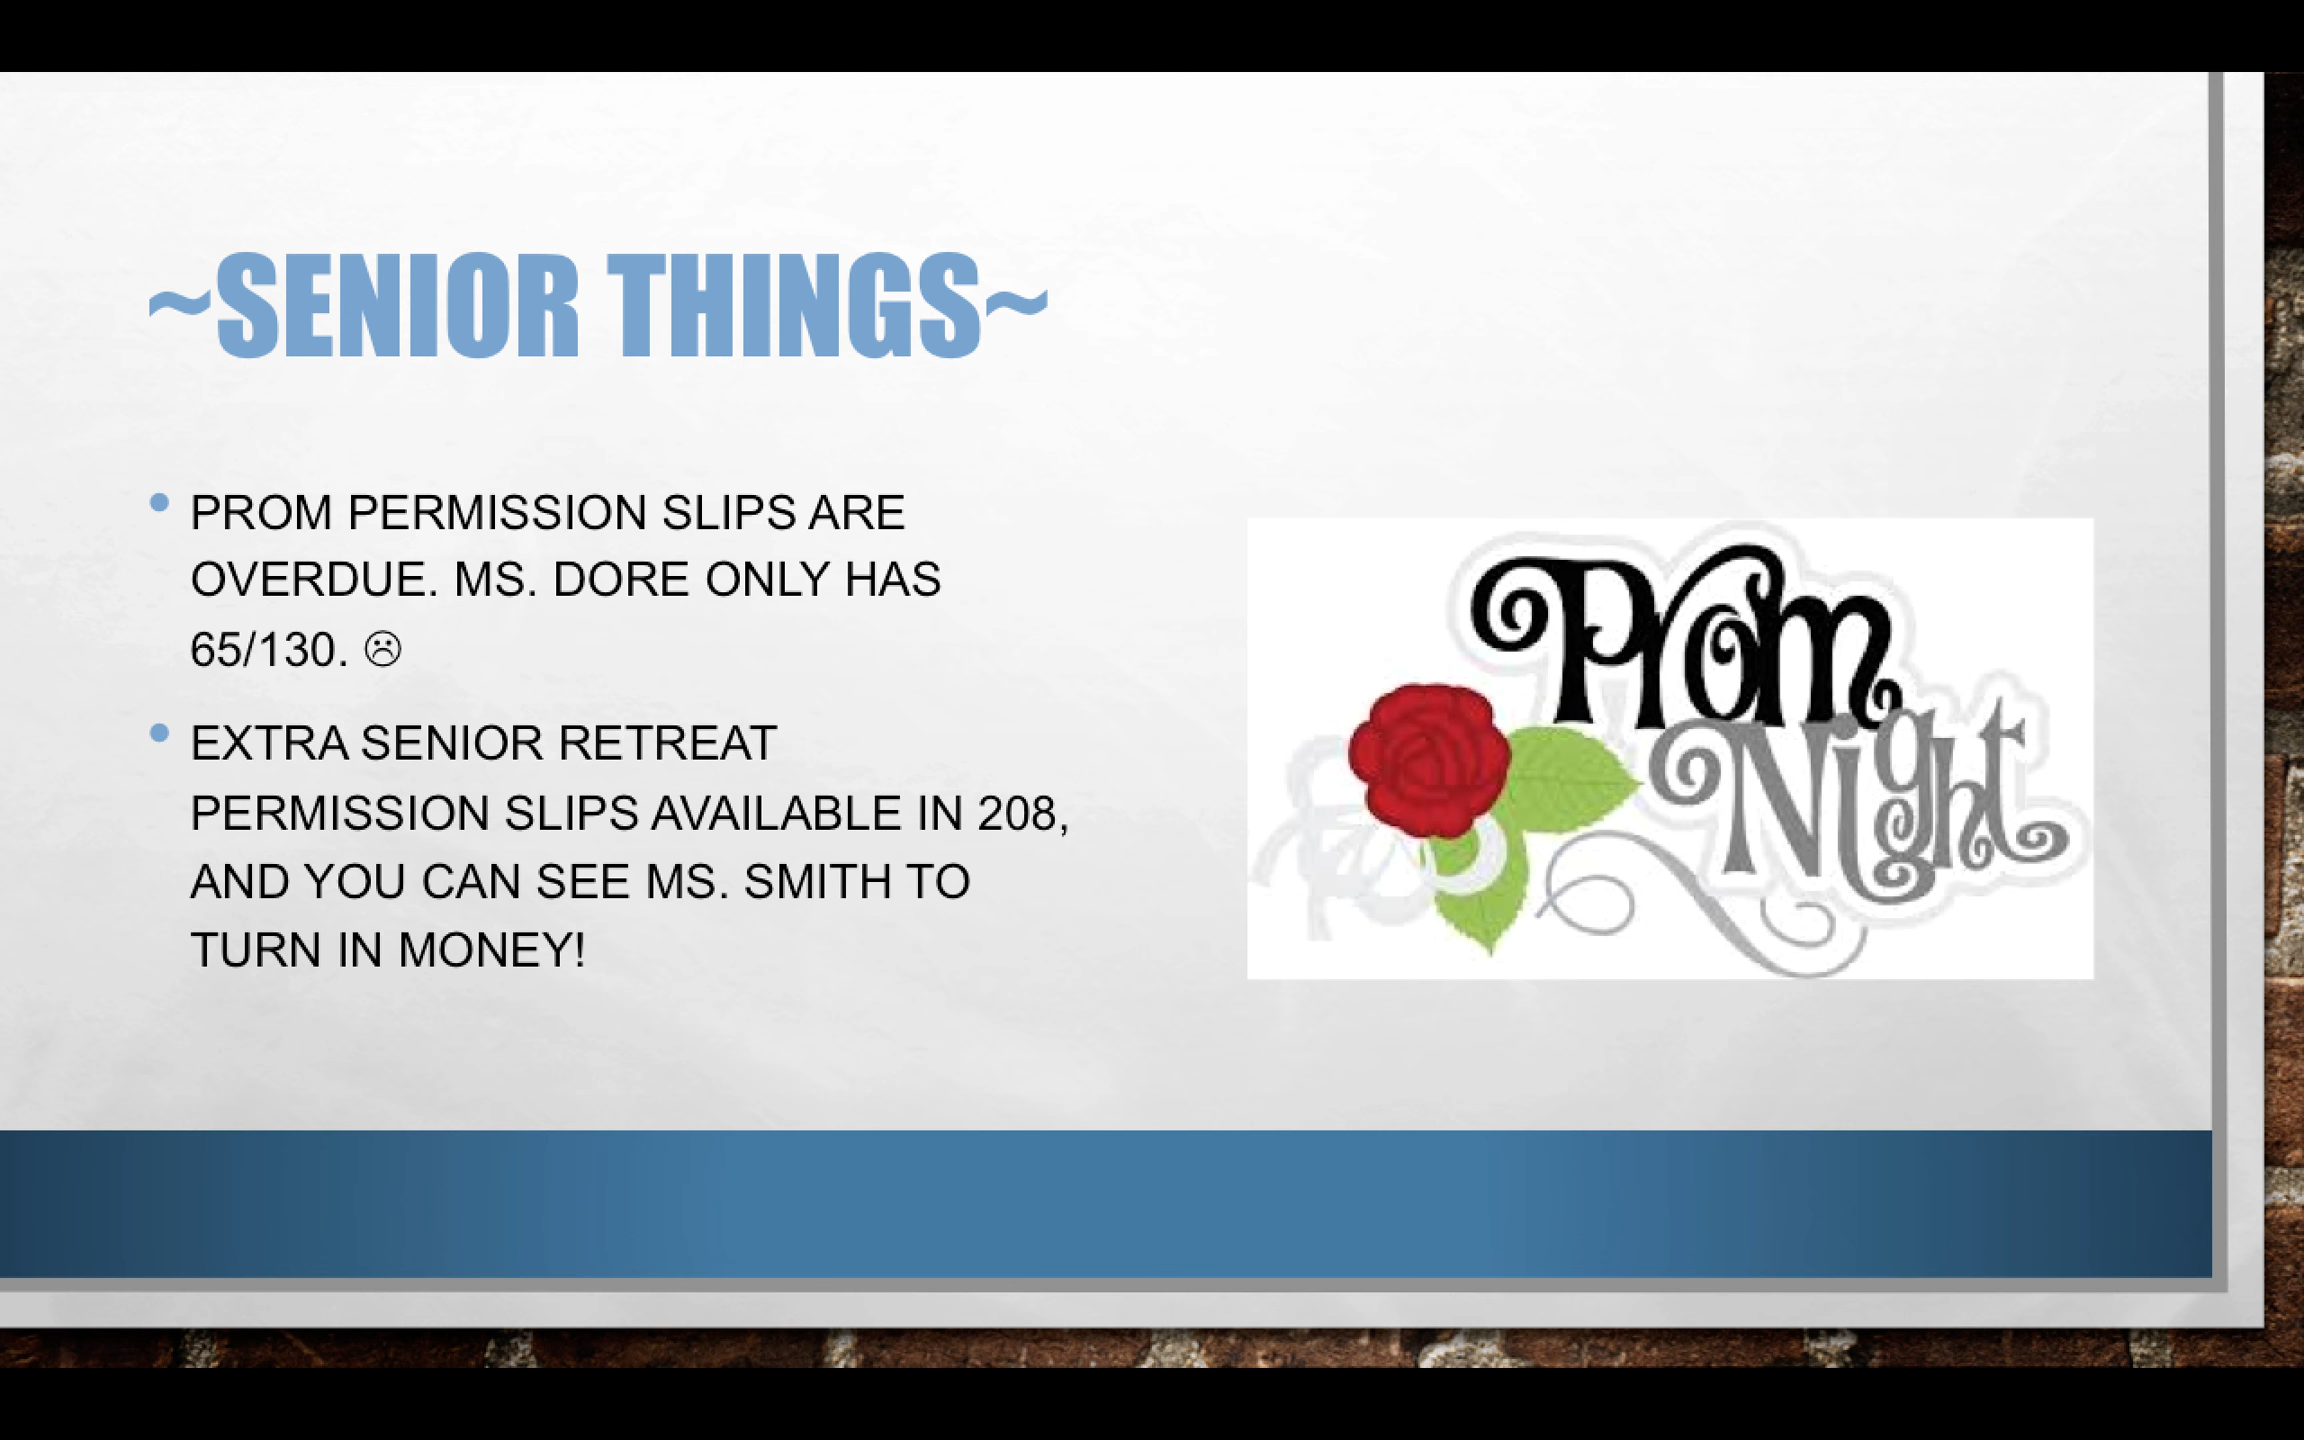 ~SENIOR THINGS~
• PROM PERMISSION SLIPS ARE
OVERDUE. MS. DORE ONLY HAS
65/130. ☹
• EXTRA SENIOR RETREAT
PERMISSION SLIPS AVAILABLE IN 208,
AND YOU CAN SEE MS. SMITH TO
TURN IN MONEY!
Prom
Night